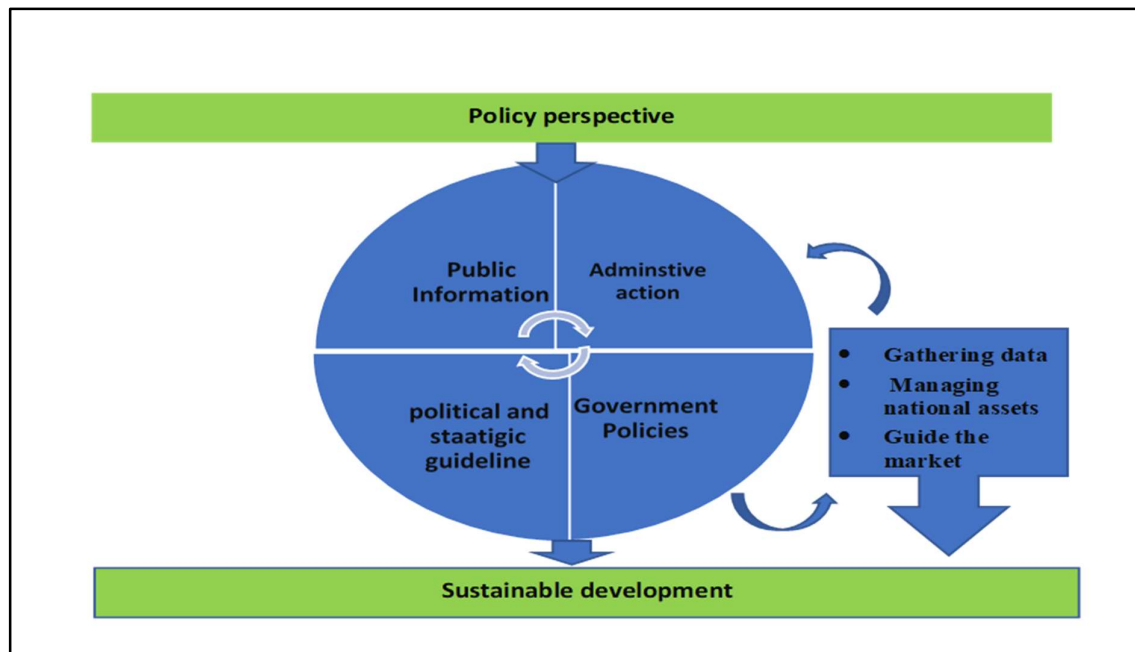 Policy perspective
Public
Information
Adminstive
action
political and
staatigic
guideline
Government
Policies
• Gathering data
• Managing
national assets
• Guide the
market
Sustainable development